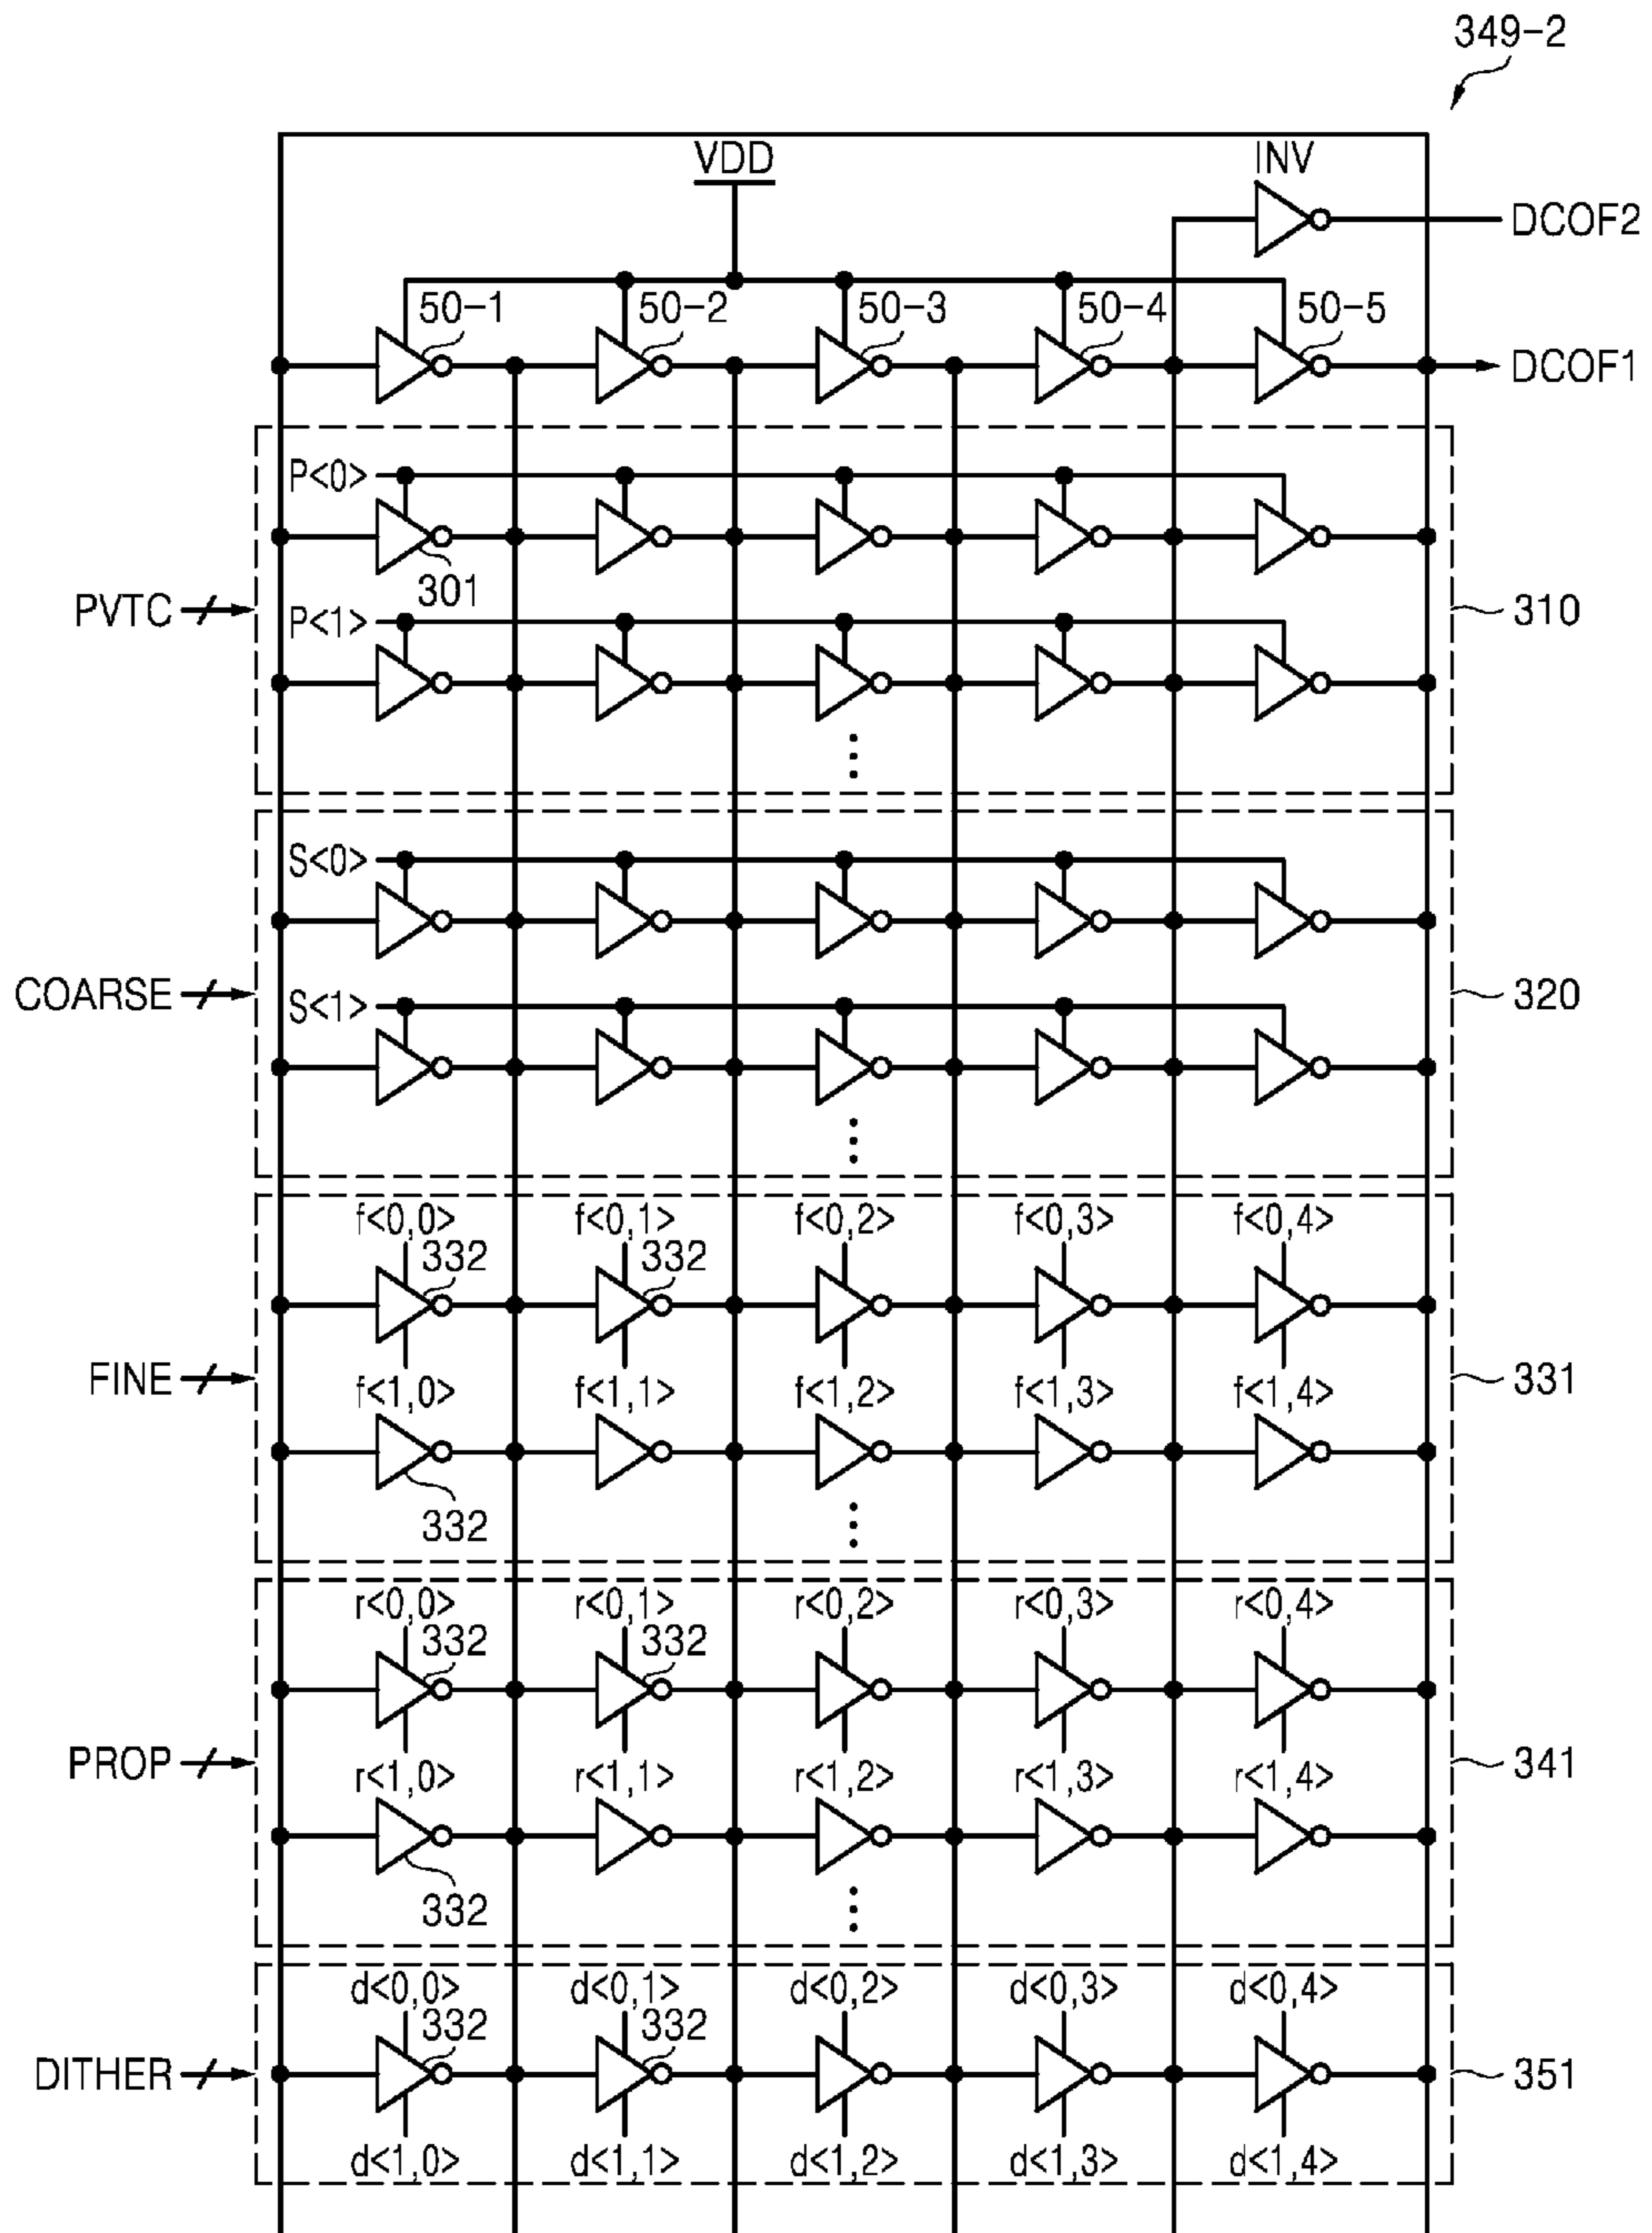 349-2
VDD
INV
DCOF2
50-1 50-2 50-3 50-4 50-5
DCOF1
P<0>
301
PVTC
310
P<1>
S<0>
COARSE
320
S<1>
f<0,0> f<0,1> f<0,2> f<0,3> f<0,4>
332 332
FINE
331
f<1,0> f<1,1> f<1,2> f<1,3> f<1,4>
332
r<0,0> r<0,1> r<0,2> r<0,3> r<0,4>
332 332
PROP
341
r<1,0> r<1,1> r<1,2> r<1,3> r<1,4>
332
d<0,0> d<0,1> d<0,2> d<0,3> d<0,4>
332 332
DITHER
351
d<1,0> d<1,1> d<1,2> d<1,3> d<1,4>